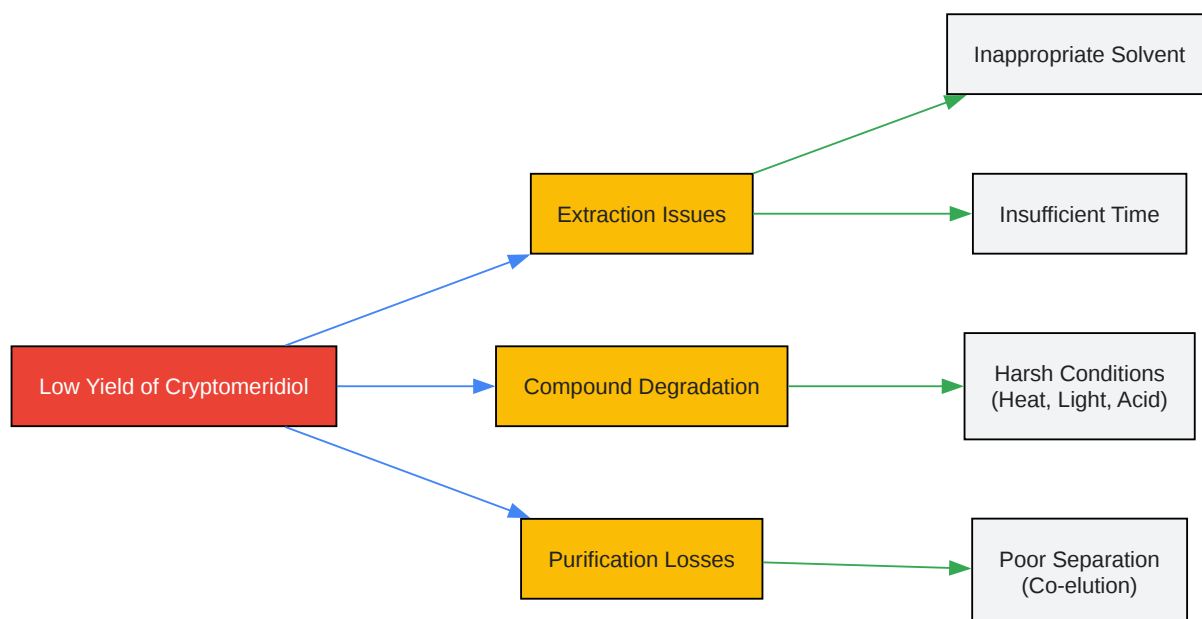 Inappropriate Solvent
Extraction Issues
Insufficient Time
Low Yield of Cryptomeridiol
Compound Degradation
Harsh Conditions
(Heat, Light, Acid)
Purification Losses
Poor Separation
(Co-elution)